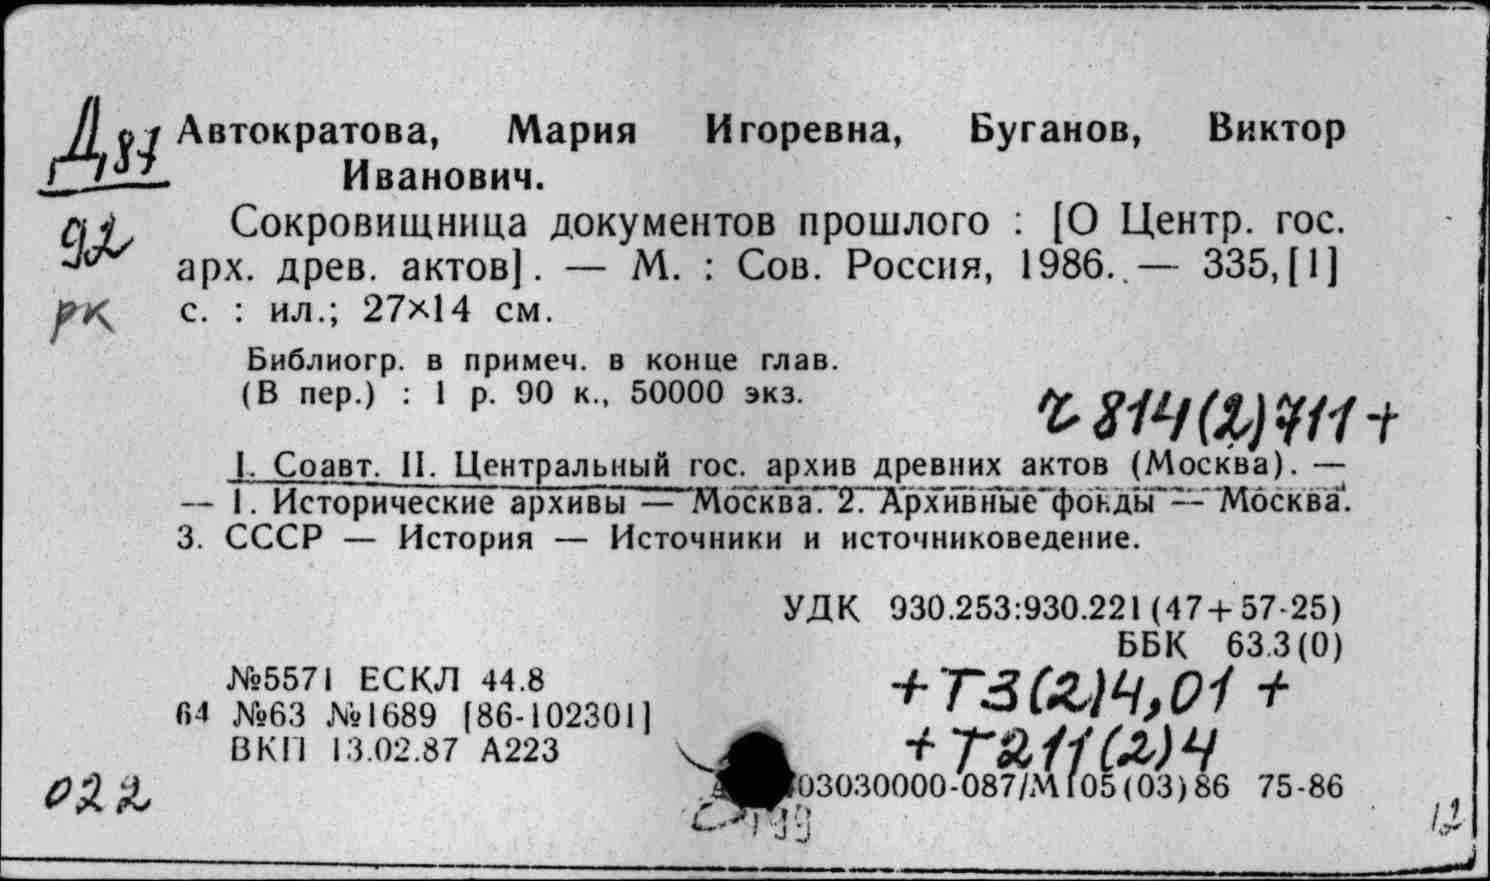 Д87 Автократова, Мария Игоревна, Буганов, Виктор
Иванович.
92 Сокровищница документов прошлого : [О Центр. гос.
арх. древ. актов]. — М. : Сов. Россия, 1986. — 335,[1]
рк с. : ил.; 27×14 см.
Библиогр. в примеч. в конце глав.
(В пер.) : 1 р. 90 к., 50000 экз.
ч814(2)711+
I. Соавт. II. Центральный гос. архив древних актов (Москва). —
— 1. Исторические архивы — Москва. 2. Архивные фонды — Москва.
3. СССР — История — Источники и источниковедение.
УДК 930.253:930.221(47+57-25)
ББК 63.3(0)
№5571 ЕСКЛ 44.8
+Т3(2)4,01+
64 №63 №1689 [86-102301]
ВКП 13.02.87 А223
+Т211(2)4
022
03030000-087/М105(03)86 75-86
12